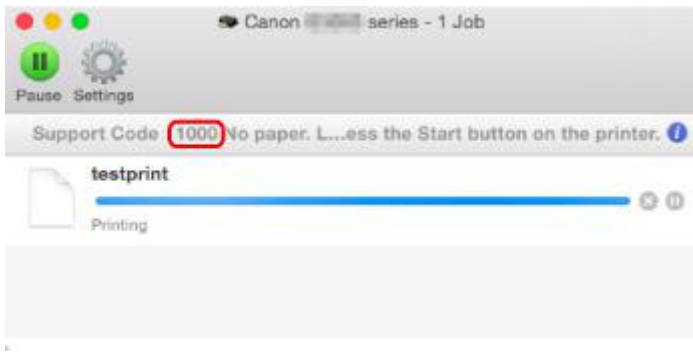 Canon series - 1 Job
Pause Settings
Support Code 1000 No paper. L...ess the Start button on the printer.
testprint
Printing